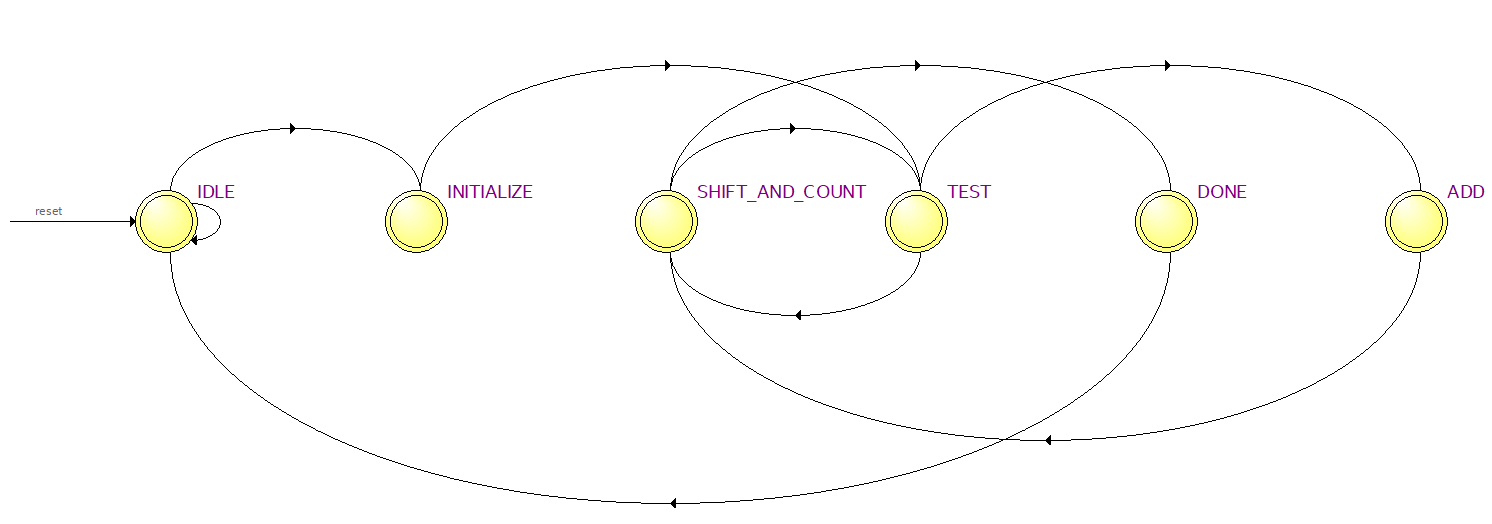 IDLE
INITIALIZE
SHIFT_AND_COUNT
TEST
DONE
ADD
reset